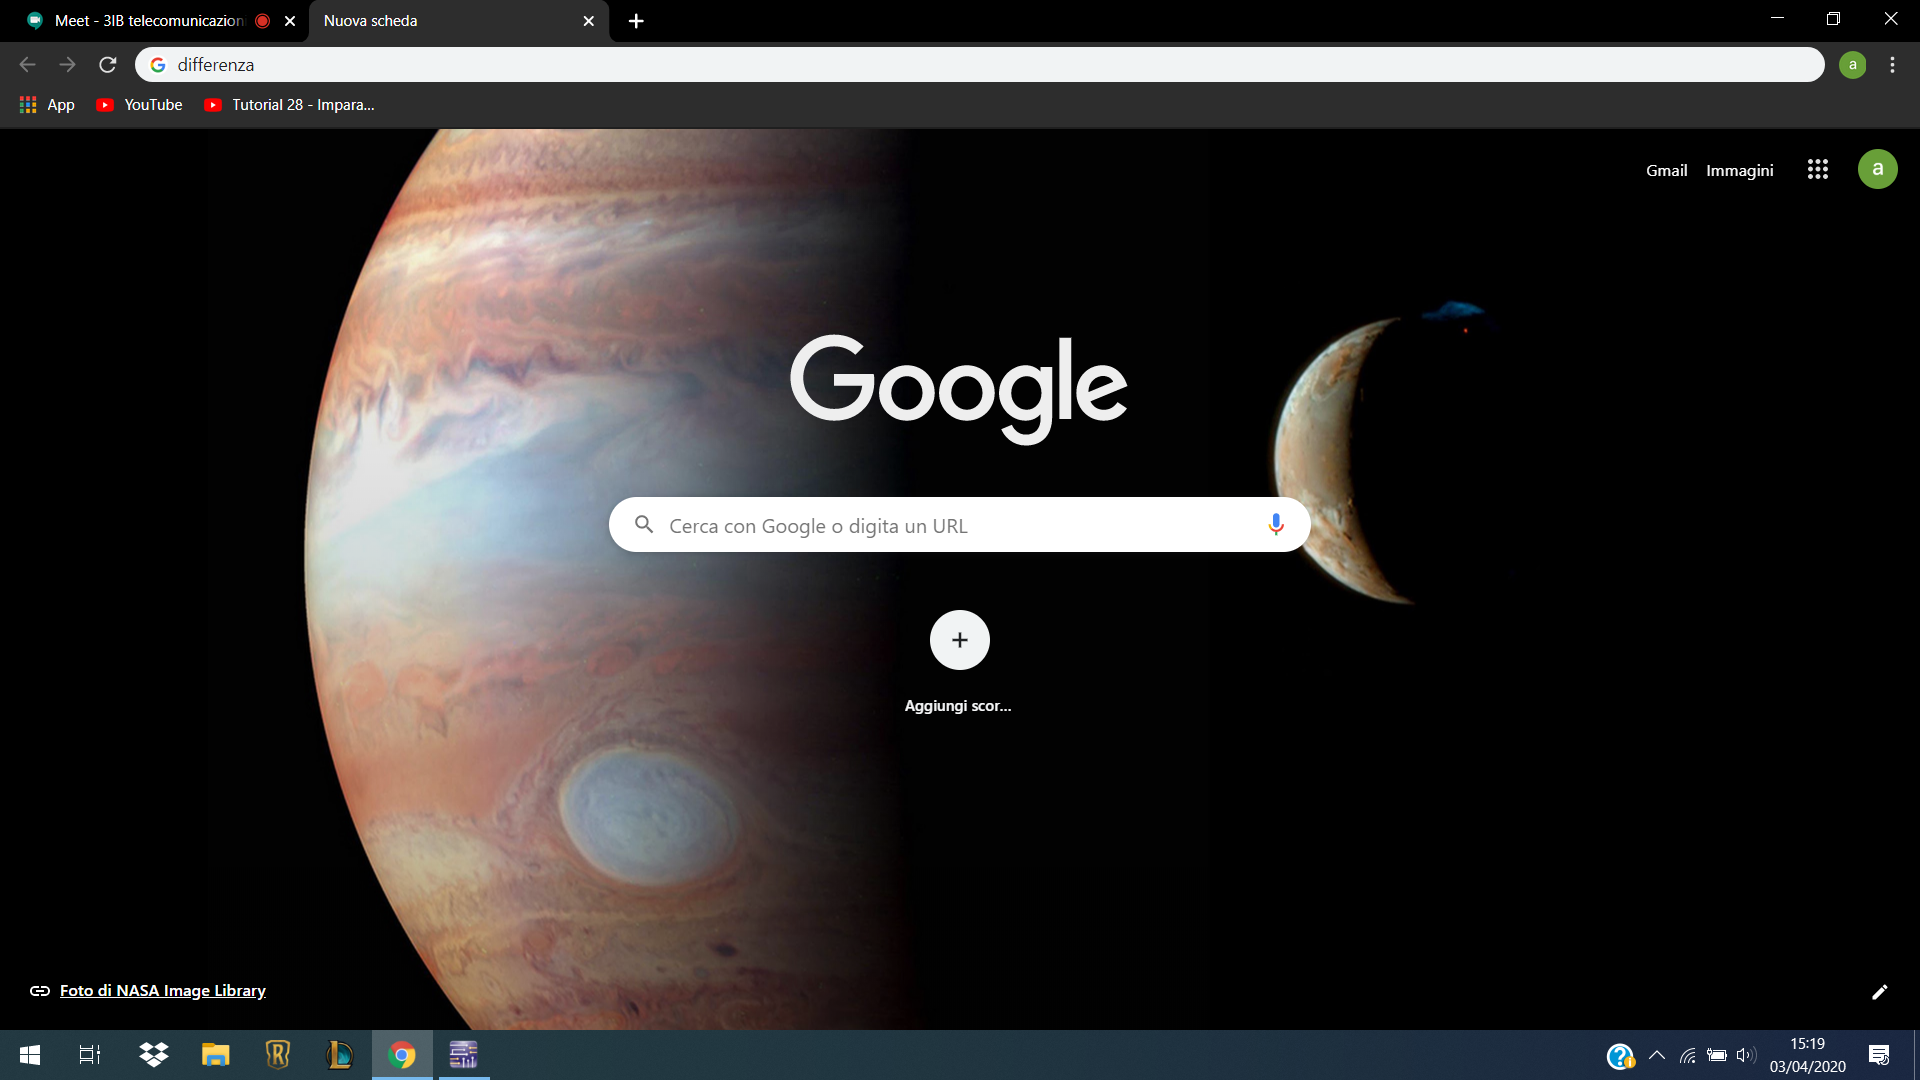 Meet - 3IB telecomunicazion
Nuova scheda
differenza
a
App
YouTube
Tutorial 28 - Impara...
Gmail
Immagini
a
Google
Cerca con Google o digita un URL
Aggiungi scor...
Foto di NASA Image Library
15:19
03/04/2020